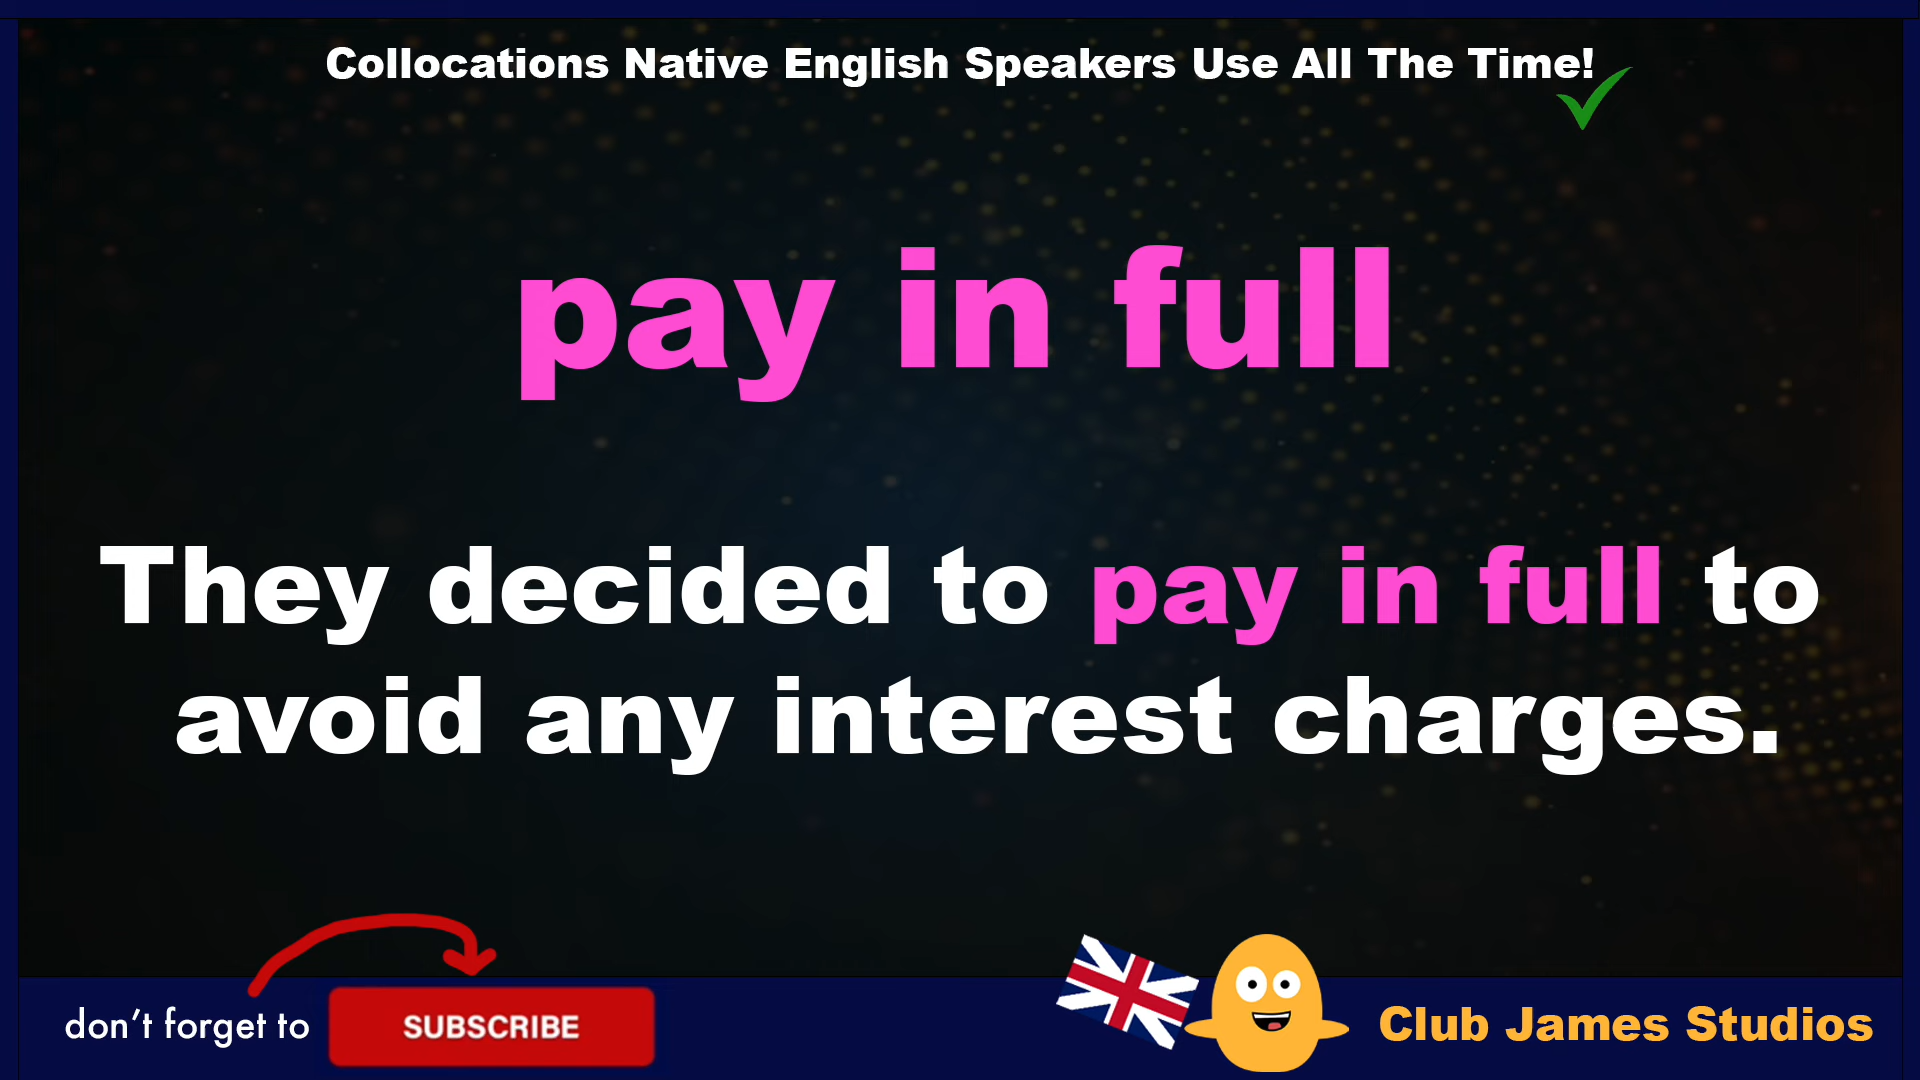 Collocations Native English Speakers Use All The Time!
pay in full
They decided to pay in full to
avoid any interest charges.
don't forget to
SUBSCRIBE
Club James Studios